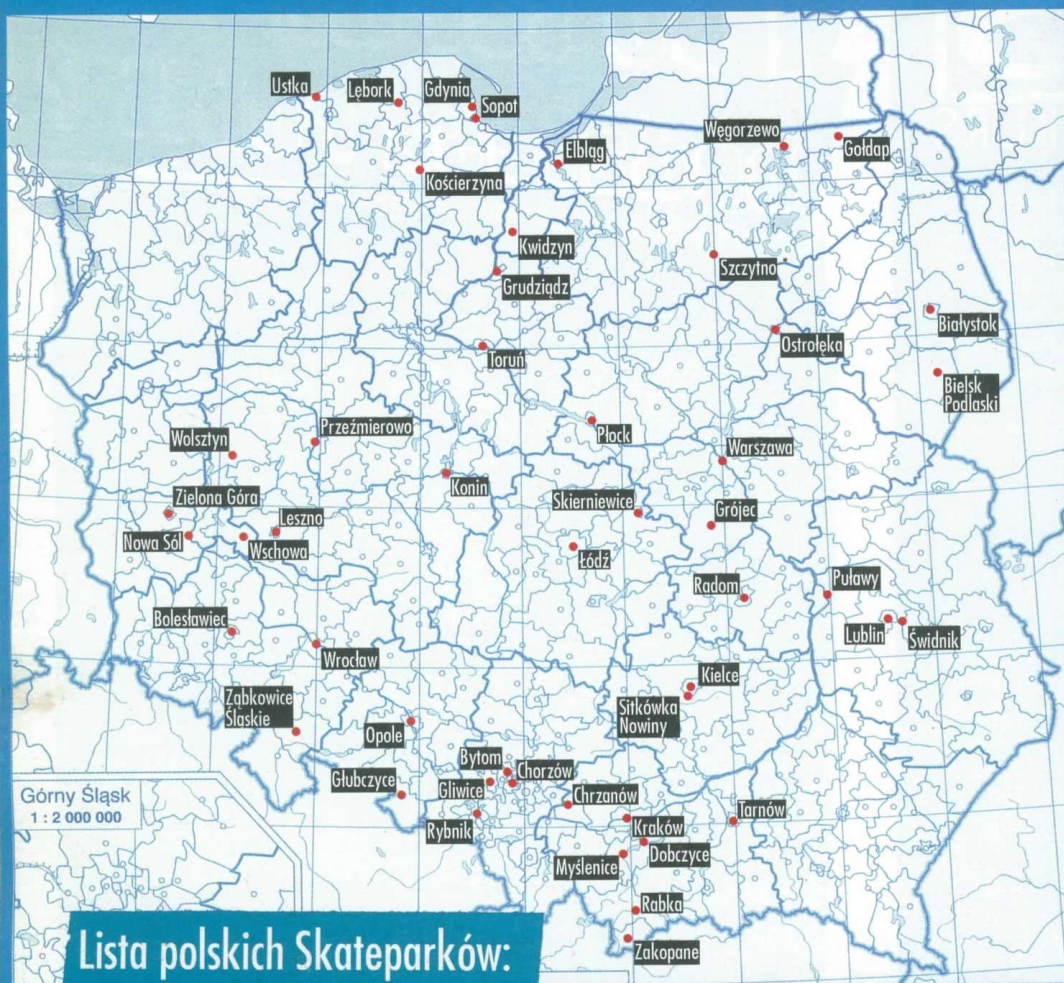 Ustka
Lębork
Gdynia
Sopot
Elbląg
Węgorzewo
Gołdap
Kościerzyna
Kwidzyn
Grudziądz
Szczytno
Białystok
Ostrołęka
Toruń
Bielsk
Podlaski
Płock
Przeźmierowo
Wolsztyn
Warszawa
Konin
Zielona Góra
Skierniewice
Grójec
Leszno
Nowa Sól
Wschowa
Łódź
Puławy
Radom
Bolesławiec
Lublin
Świdnik
Wrocław
Kielce
Ząbkowice
Śląskie
Sitkówka
Nowiny
Opole
Bytom
Chorzów
Głubczyce
Gliwice
Chrzanów
Tarnów
Rybnik
Kraków
Dobczyce
Myślenice
Rabka
Zakopane
Górny Śląsk
1 : 2 000 000
Lista polskich Skateparków: